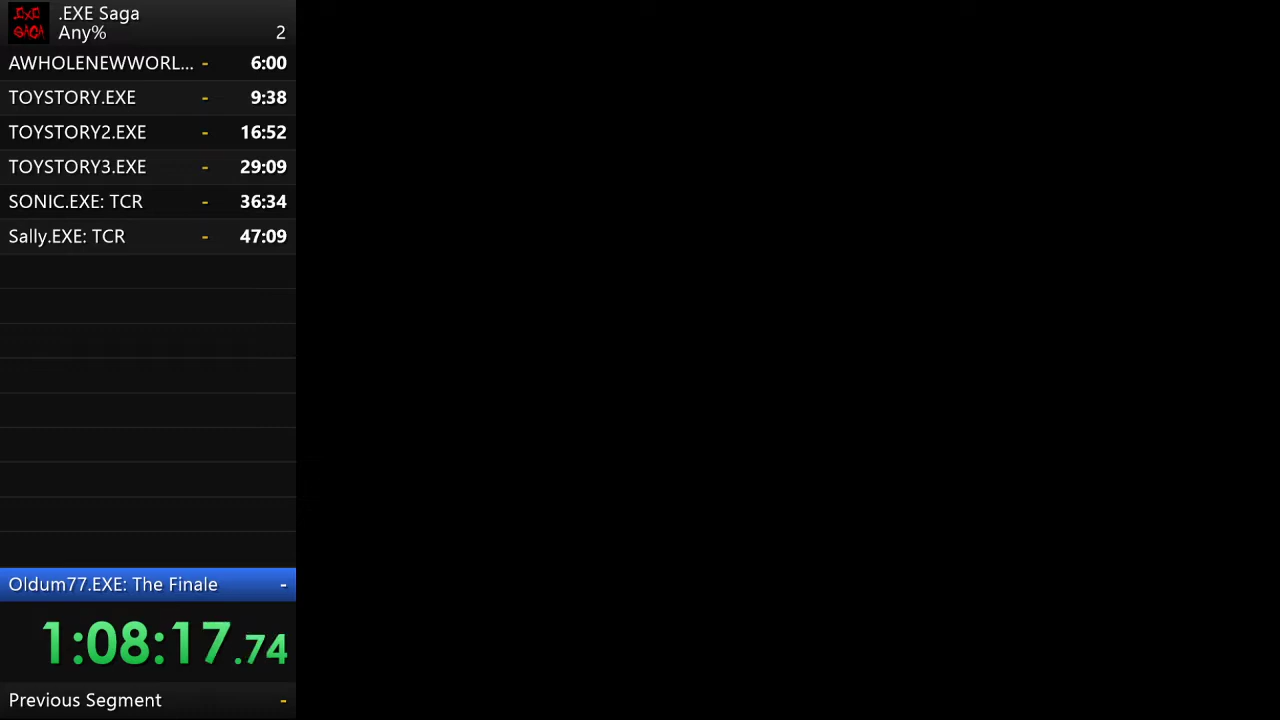 .EXE SAGA
.EXE Saga
Any% 2
AWHOLENEWWORL... - 6:00
TOYSTORY.EXE - 9:38
TOYSTORY2.EXE - 16:52
TOYSTORY3.EXE - 29:09
SONIC.EXE: TCR - 36:34
Sally.EXE: TCR - 47:09
Oldum77.EXE: The Finale -
1:08:17.74
Previous Segment -